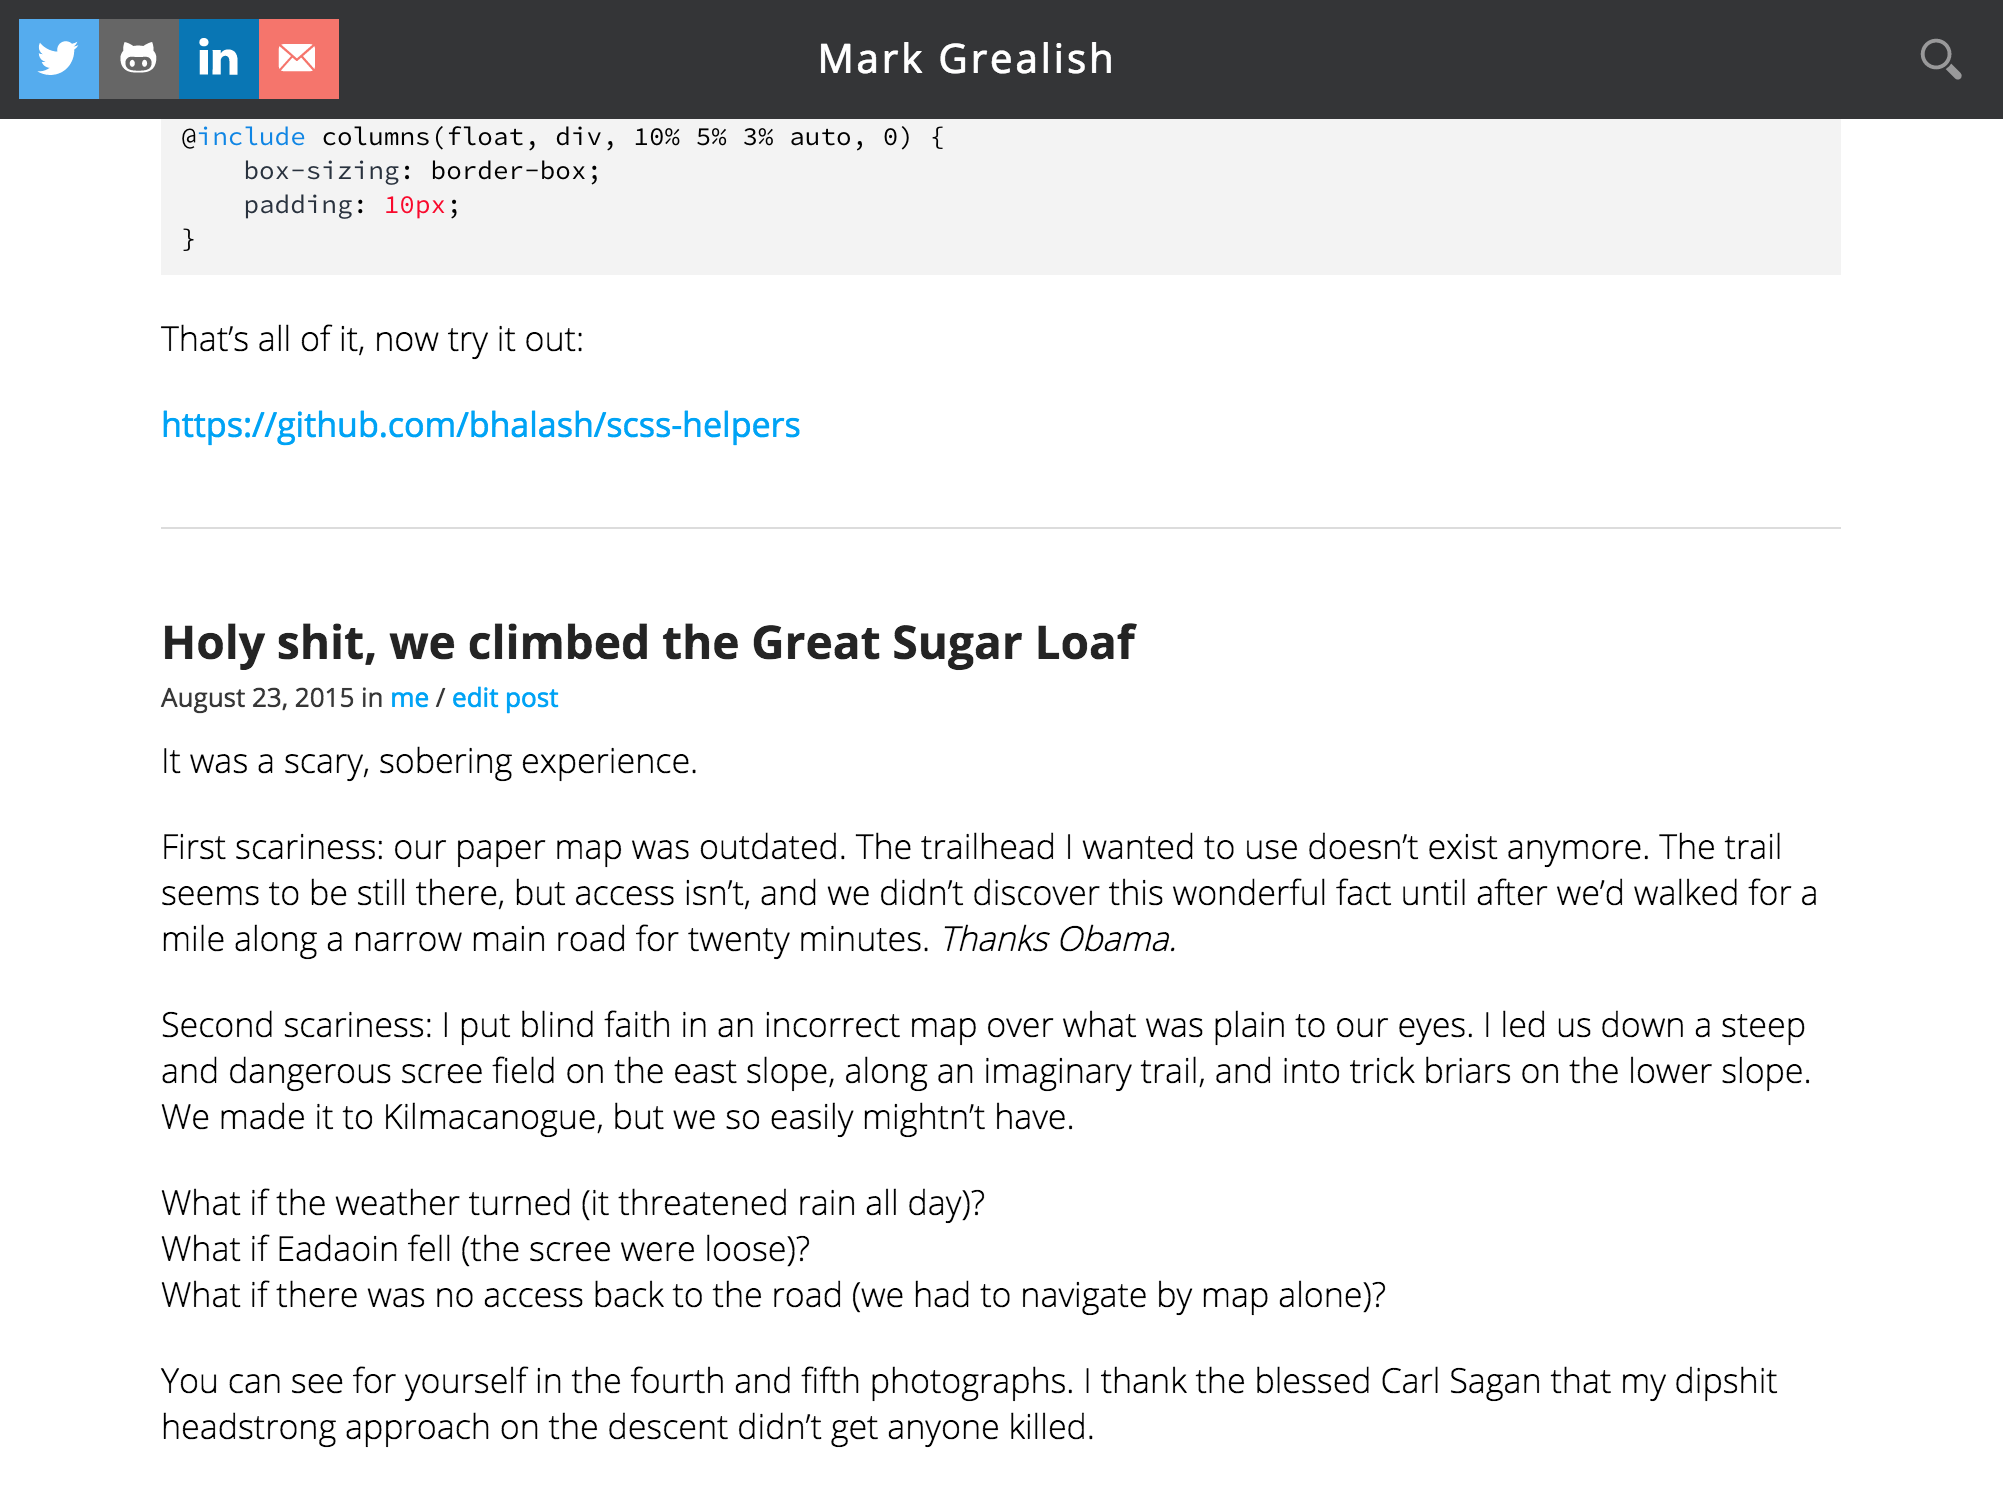 in
Mark Grealish
@include columns(float, div, 10% 5% 3% auto, 0) {
box-sizing: border-box;
padding: 10px;
}
That’s all of it, now try it out:
https://github.com/bhalash/scss-helpers
Holy shit, we climbed the Great Sugar Loaf
August 23, 2015 in me / edit post
It was a scary, sobering experience.
First scariness: our paper map was outdated. The trailhead I wanted to use doesn’t exist anymore. The trail
seems to be still there, but access isn’t, and we didn’t discover this wonderful fact until after we’d walked for a
mile along a narrow main road for twenty minutes. Thanks Obama.
Second scariness: I put blind faith in an incorrect map over what was plain to our eyes. I led us down a steep
and dangerous scree field on the east slope, along an imaginary trail, and into trick briars on the lower slope.
We made it to Kilmacanogue, but we so easily mightn’t have.
What if the weather turned (it threatened rain all day)?
What if Eadaoin fell (the scree were loose)?
What if there was no access back to the road (we had to navigate by map alone)?
You can see for yourself in the fourth and fifth photographs. I thank the blessed Carl Sagan that my dipshit
headstrong approach on the descent didn’t get anyone killed.